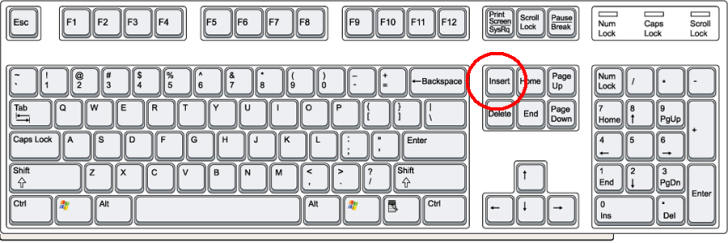 Esc F1 F2 F3 F4 F5 F6 F7 F8 F9 F10 F11 F12 Print Screen SysRq Scroll Lock Pause Break Num Lock Caps Lock Scroll Lock
~ ` ! 1 @ 2 # 3 $ 4 % 5 ^ 6 & 7 * 8 ( 9 ) 0 - + = ←Backspace Insert Home Page Up Num Lock / * -
Tab Q W E R T Y U I O P { [ } ] | \ Delete End Page Down 7 Home 8 ↑ 9 PgUp +
Caps Lock A S D F G H J K L : ; " ' Enter 4 ← 5 6 →
Shift ⇧ Z X C V B N M < , > . ? / Shift ⇧ ↑ 1 End 2 ↓ 3 PgDn Enter
Ctrl Alt Alt Ctrl ← ↓ → 0 Ins . Del